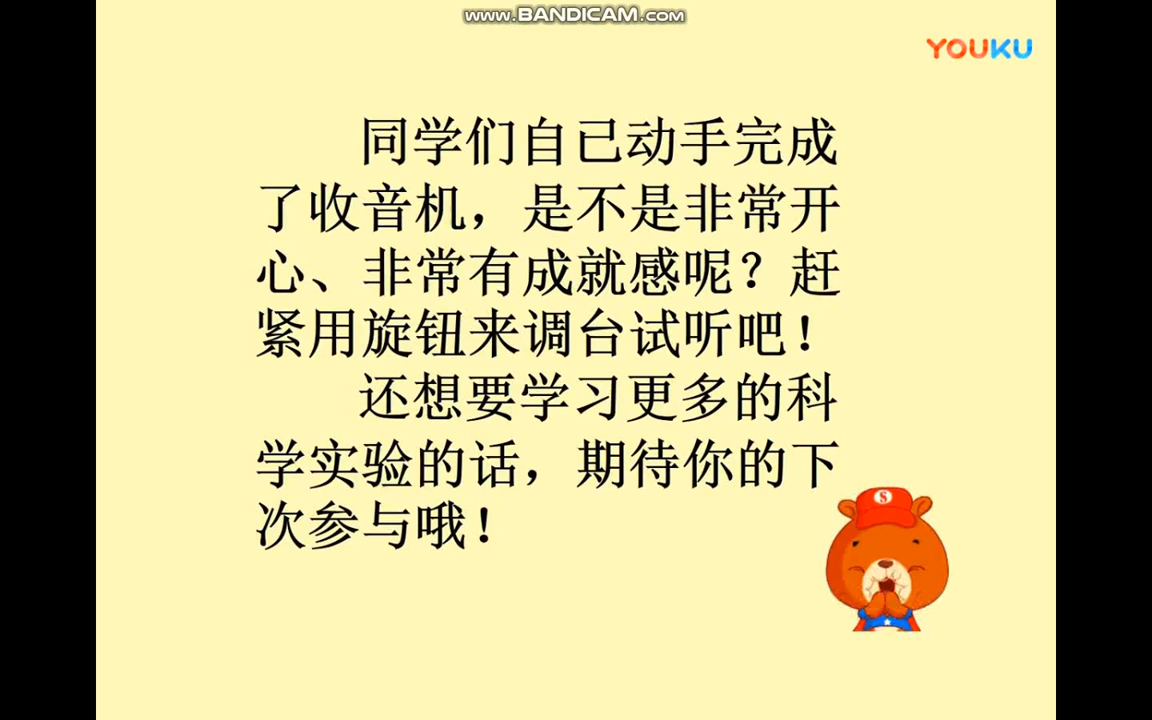 WWW.BANDICAM.COM
YOUKU
同学们自己动手完成
了收音机，是不是非常开
心、非常有成就感呢？赶
紧用旋钮来调台试听吧！
还想要学习更多的科
学实验的话，期待你的下
次参与哦！
S